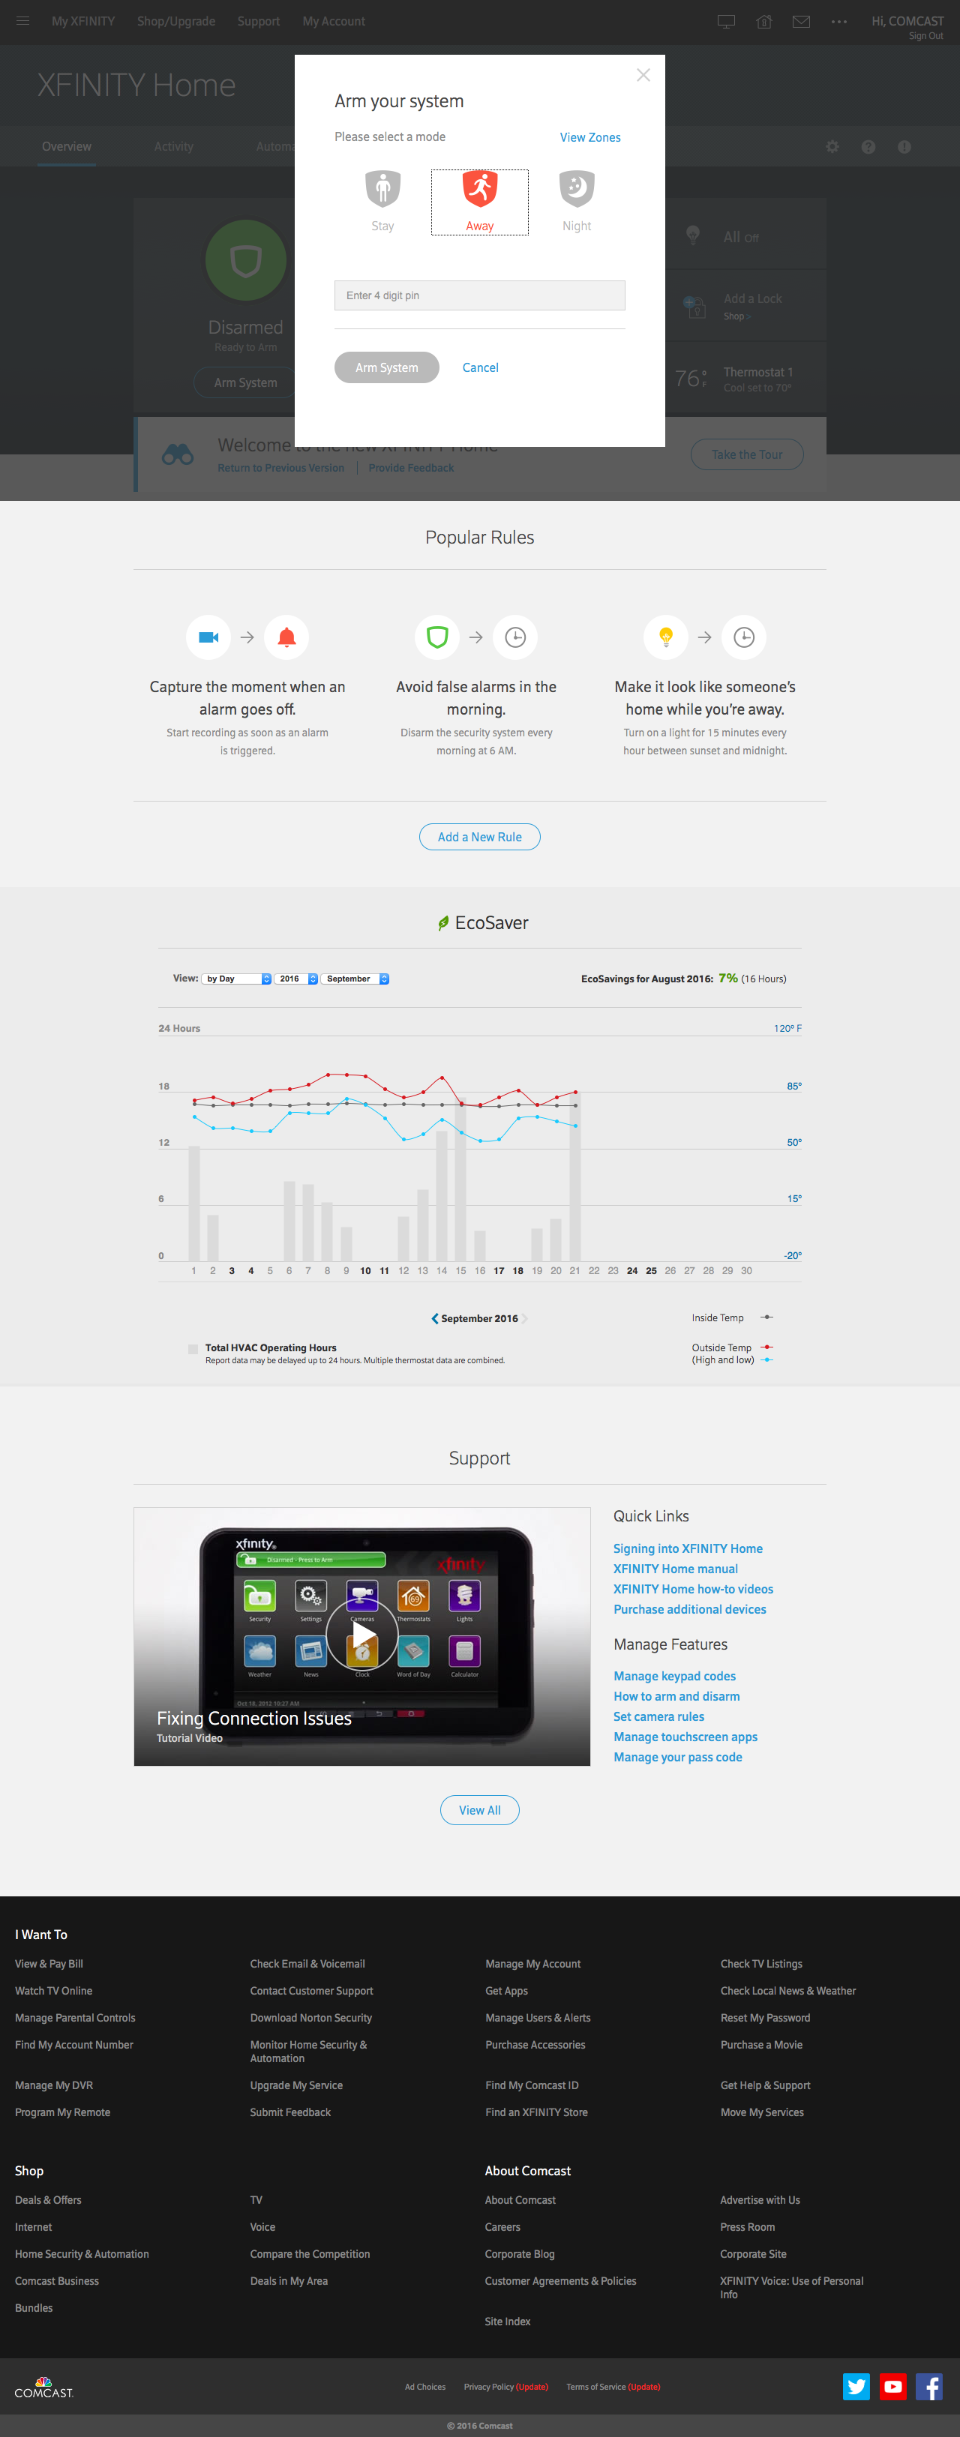 My XFINITY Shop/Upgrade Support My Account
Hi, COMCAST
Sign Out
XFINITY Home
Overview Activity
Arm your system
Please select a mode View Zones
Stay Away Night
Enter 4 digit pin
Arm System Cancel
Disarmed
Ready to Arm
Arm System
All Off
Add a Lock
Shop >
76°F Thermostat 1
Cool set to 70°
Welcome to the new XFINITY Home
Return to Previous Version | Provide Feedback
Take the Tour
Popular Rules
Capture the moment when an
alarm goes off.
Start recording as soon as an alarm
is triggered.
Avoid false alarms in the
morning.
Disarm the security system every
morning at 6 AM.
Make it look like someone's
home while you're away.
Turn on a light for 15 minutes every
hour between sunset and midnight.
Add a New Rule
EcoSaver
View: by Day 2016 September
EcoSavings for August 2016: 7% (16 Hours)
24 Hours 120° F
18 85°
12 50°
6 15°
0 -20°
1 2 3 4 5 6 7 8 9 10 11 12 13 14 15 16 17 18 19 20 21 22 23 24 25 26 27 28 29 30
September 2016
Inside Temp
Total HVAC Operating Hours
Report data may be delayed up to 24 hours. Multiple thermostat data are combined.
Outside Temp
(High and low)
Support
xfinity
Disarmed - Press to Arm
xfinity
Security Settings Cameras Thermostats Lights
69
Weather News Clock Word of Day Calculator
Oct 18, 2012 10:27 AM
Fixing Connection Issues
Tutorial Video
Quick Links
Signing into XFINITY Home
XFINITY Home manual
XFINITY Home how-to videos
Purchase additional devices
Manage Features
Manage keypad codes
How to arm and disarm
Set camera rules
Manage touchscreen apps
Manage your pass code
View All
I Want To
View & Pay Bill Check Email & Voicemail Manage My Account Check TV Listings
Watch TV Online Contact Customer Support Get Apps Check Local News & Weather
Manage Parental Controls Download Norton Security Manage Users & Alerts Reset My Password
Find My Account Number Monitor Home Security & Purchase Accessories Purchase a Movie
Automation
Manage My DVR Upgrade My Service Find My Comcast ID Get Help & Support
Program My Remote Submit Feedback Find an XFINITY Store Move My Services
Shop About Comcast
Deals & Offers TV About Comcast Advertise with Us
Internet Voice Careers Press Room
Home Security & Automation Compare the Competition Corporate Blog Corporate Site
Comcast Business Deals in My Area Customer Agreements & Policies XFINITY Voice: Use of Personal
Info
Bundles
Site Index
COMCAST.
Ad Choices Privacy Policy (Update) Terms of Service (Update)
© 2016 Comcast